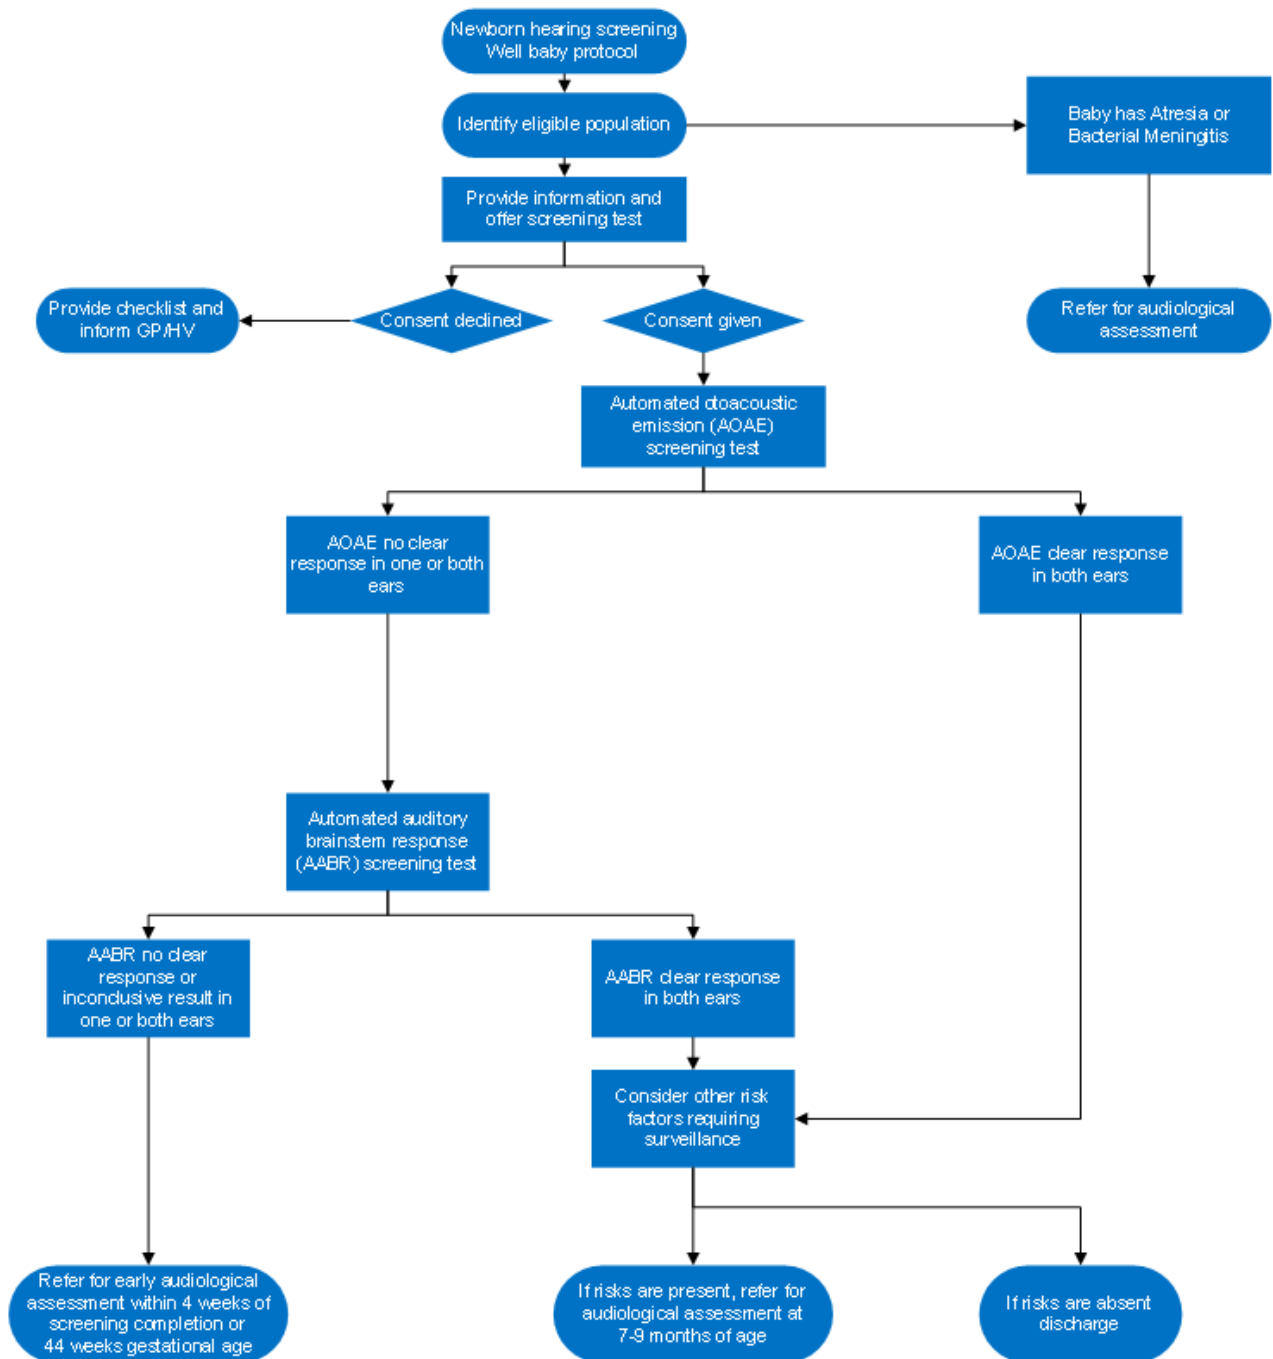 Newborn hearing screening
Well baby protocol
Identify eligible population
Baby has Atresia or
Bacterial Meningitis
Provide information and
offer screening test
Provide checklist and
inform GP/HV
Consent declined
Consent given
Refer for audiological
assessment
Automated otoacoustic
emission (AOAE)
screening test
AOAE no clear
response in one or both
ears
AOAE clear response
in both ears
Automated auditory
brainstem response
(AABR) screening test
AABR no clear
response or
inconclusive result in
one or both ears
AABR clear response
in both ears
Consider other risk
factors requiring
surveillance
Refer for early audiological
assessment within 4 weeks of
screening completion or
44 weeks gestational age
If risks are present, refer for
audiological assessment at
7-9 months of age
If risks are absent
discharge